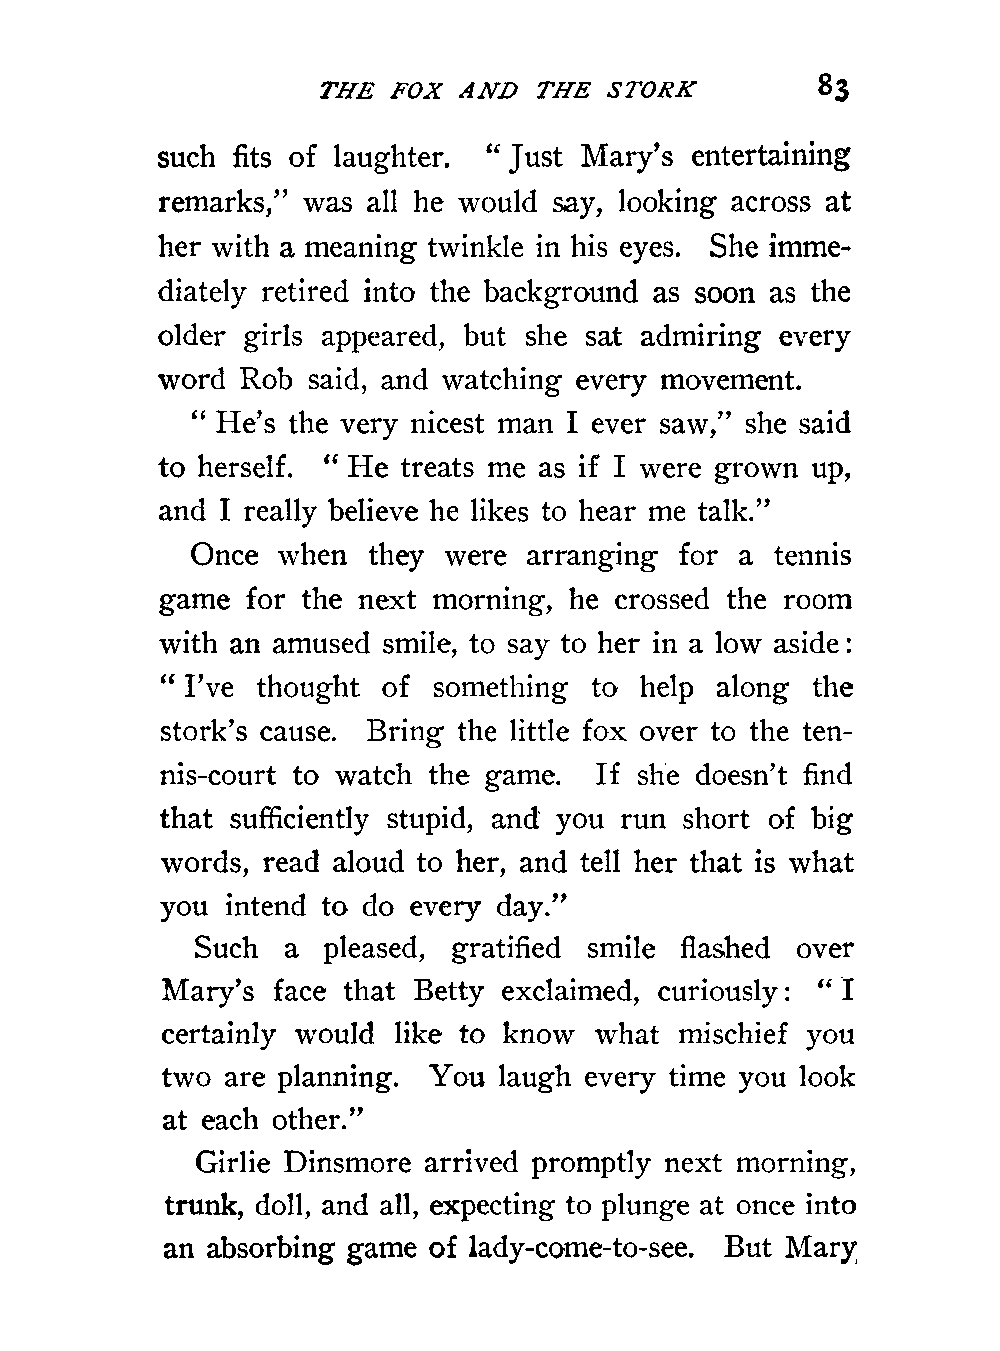 THE FOX AND THE STORK 83
such fits of laughter. “ Just Mary’s entertaining
remarks,” was all he would say, looking across at
her with a meaning twinkle in his eyes. She imme-
diately retired into the background as soon as the
older girls appeared, but she sat admiring every
word Rob said, and watching every movement.
“ He’s the very nicest man I ever saw,” she said
to herself. “ He treats me as if I were grown up,
and I really believe he likes to hear me talk.”
Once when they were arranging for a tennis
game for the next morning, he crossed the room
with an amused smile, to say to her in a low aside:
“ I’ve thought of something to help along the
stork’s cause. Bring the little fox over to the ten-
nis-court to watch the game. If she doesn’t find
that sufficiently stupid, and you run short of big
words, read aloud to her, and tell her that is what
you intend to do every day.”
Such a pleased, gratified smile flashed over
Mary’s face that Betty exclaimed, curiously: “ I
certainly would like to know what mischief you
two are planning. You laugh every time you look
at each other.”
Girlie Dinsmore arrived promptly next morning,
trunk, doll, and all, expecting to plunge at once into
an absorbing game of lady-come-to-see. But Mary